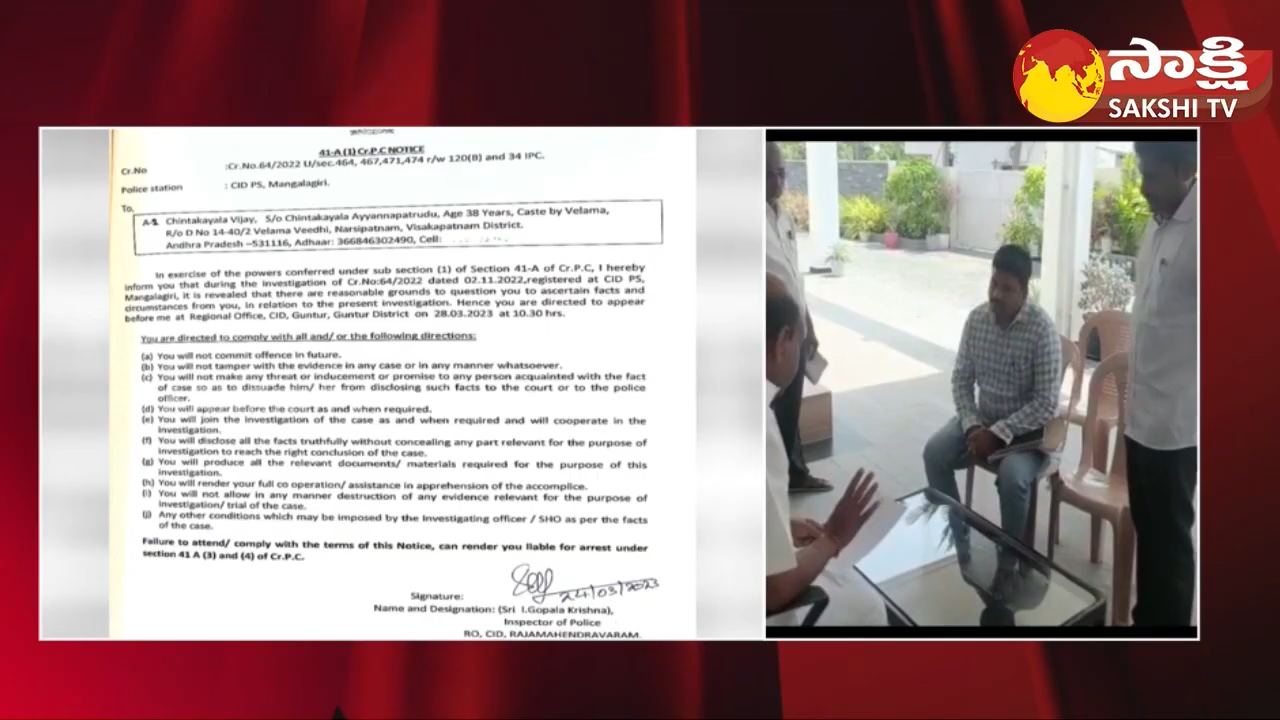 సాక్షి
SAKSHI TV
41-A (1) Cr.P.C NOTICE
Cr.No :Cr.No.64/2022 U/sec.464, 467,471,474 r/w 120(B) and 34 IPC.
Police station : CID PS, Mangalagiri.
To,
A-1 Chintakayala Vijay, S/o Chintakayala Ayyannapatrudu, Age 38 Years, Caste by Velama,
R/o D No 14-40/2 Velama Veedhi, Narsipatnam, Visakapatnam District.
Andhra Pradesh –531116, Adhaar: 366846302490, Cell:
In exercise of the powers conferred under sub section (1) of Section 41-A of Cr.P.C, I hereby
inform you that during the investigation of Cr.No:64/2022 dated 02.11.2022,registered at CID PS,
Mangalagiri, it is revealed that there are reasonable grounds to question you to ascertain facts and
circumstances from you, in relation to the present investigation. Hence you are directed to appear
before me at Regional Office, CID, Guntur, Guntur District on 28.03.2023 at 10.30 hrs.
You are directed to comply with all and/ or the following directions:
(a) You will not commit offence in future.
(b) You will not tamper with the evidence in any case or in any manner whatsoever.
(c) You will not make any threat or inducement or promise to any person acquainted with the fact
of case so as to dissuade him/ her from disclosing such facts to the court or to the police
officer.
(d) You will appear before the court as and when required.
(e) You will join the investigation of the case as and when required and will cooperate in the
investigation.
(f) You will disclose all the facts truthfully without concealing any part relevant for the purpose of
investigation to reach the right conclusion of the case.
(g) You will produce all the relevant documents/ materials required for the purpose of this
investigation.
(h) You will render your full co operation/ assistance in apprehension of the accomplice.
(i) You will not allow in any manner destruction of any evidence relevant for the purpose of
investigation/ trial of the case.
(j) Any other conditions which may be imposed by the Investigating officer / SHO as per the facts
of the case.
Failure to attend/ comply with the terms of this Notice, can render you liable for arrest under
section 41 A (3) and (4) of Cr.P.C.
24/03/2023
Signature:
Name and Designation: (Sri I.Gopala Krishna),
Inspector of Police
RO, CID, RAJAMAHENDRAVARAM.